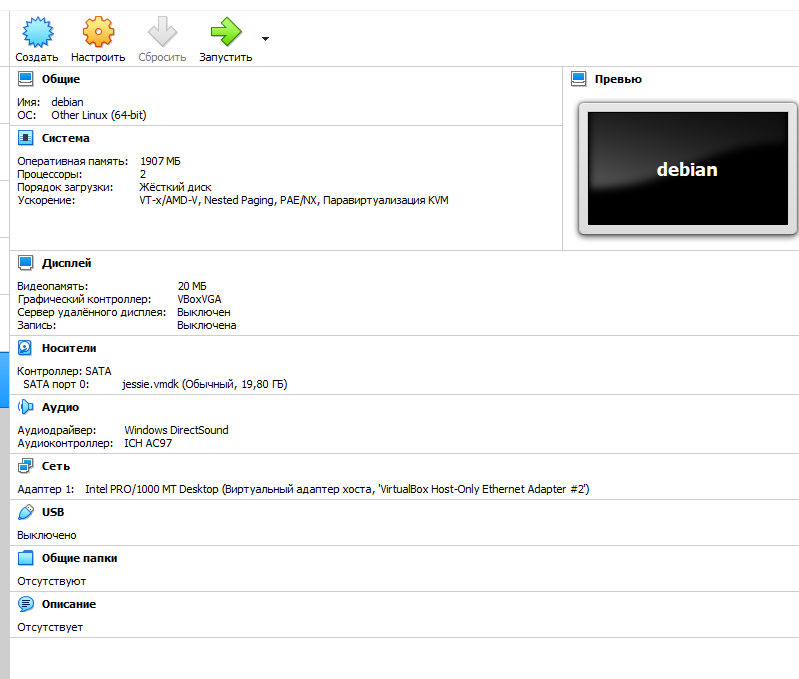 Создать Настроить Сбросить Запустить
Общие
Имя: debian
ОС: Other Linux (64-bit)
Превью
debian
Система
Оперативная память: 1907 МБ
Процессоры: 2
Порядок загрузки: Жёсткий диск
Ускорение: VT-x/AMD-V, Nested Paging, PAE/NX, Паравиртуализация KVM
Дисплей
Видеопамять: 20 МБ
Графический контроллер: VBoxVGA
Сервер удалённого дисплея: Выключен
Запись: Выключена
Носители
Контроллер: SATA
SATA порт 0: jessie.vmdk (Обычный, 19,80 ГБ)
Аудио
Аудиодрайвер: Windows DirectSound
Аудиоконтроллер: ICH AC97
Сеть
Адаптер 1: Intel PRO/1000 MT Desktop (Виртуальный адаптер хоста, 'VirtualBox Host-Only Ethernet Adapter #2')
USB
Выключено
Общие папки
Отсутствуют
Описание
Отсутствует